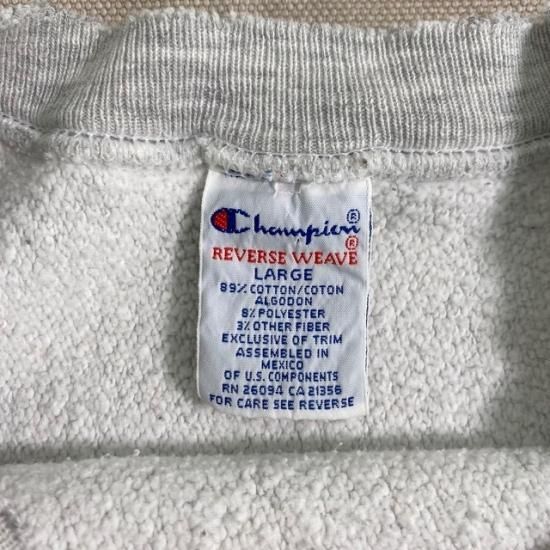 Champion®
REVERSE WEAVE®
LARGE
89% COTTON/COTON
ALGODON
8% POLYESTER
3% OTHER FIBER
EXCLUSIVE OF TRIM
ASSEMBLED IN
MEXICO
OF U.S. COMPONENTS
RN 26094 CA 21356
FOR CARE SEE REVERSE